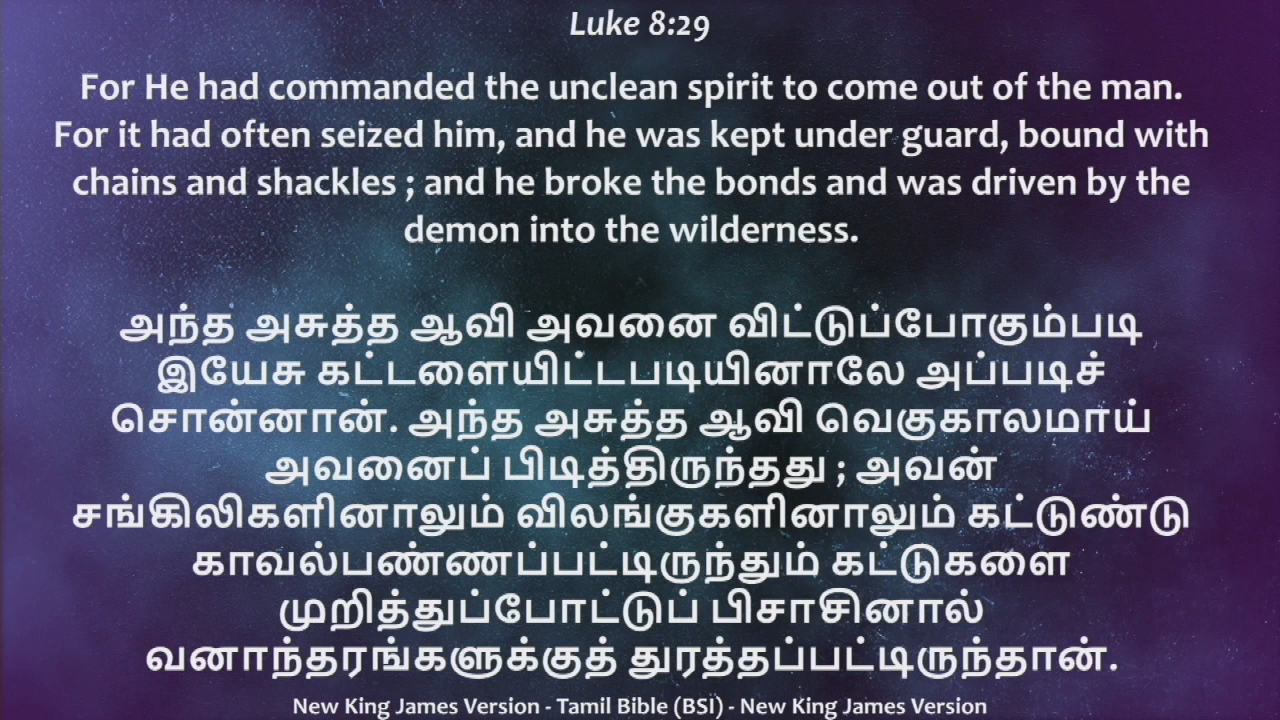 Luke 8:29
For He had commanded the unclean spirit to come out of the man.
For it had often seized him, and he was kept under guard, bound with
chains and shackles ; and he broke the bonds and was driven by the
demon into the wilderness.
அந்த அசுத்த ஆவி அவனை விட்டுப்போகும்படி
இயேசு கட்டளையிட்டபடியினாலே அப்படிச்
சொன்னான். அந்த அசுத்த ஆவி வெகுகாலமாய்
அவனைப் பிடித்திருந்தது ; அவன்
சங்கிலிகளினாலும் விலங்குகளினாலும் கட்டுண்டு
காவல்பண்ணப்பட்டிருந்தும் கட்டுகளை
முறித்துப்போட்டுப் பிசாசினால்
வனாந்தரங்களுக்குத் துரத்தப்பட்டிருந்தான்.
New King James Version - Tamil Bible (BSI) - New King James Version